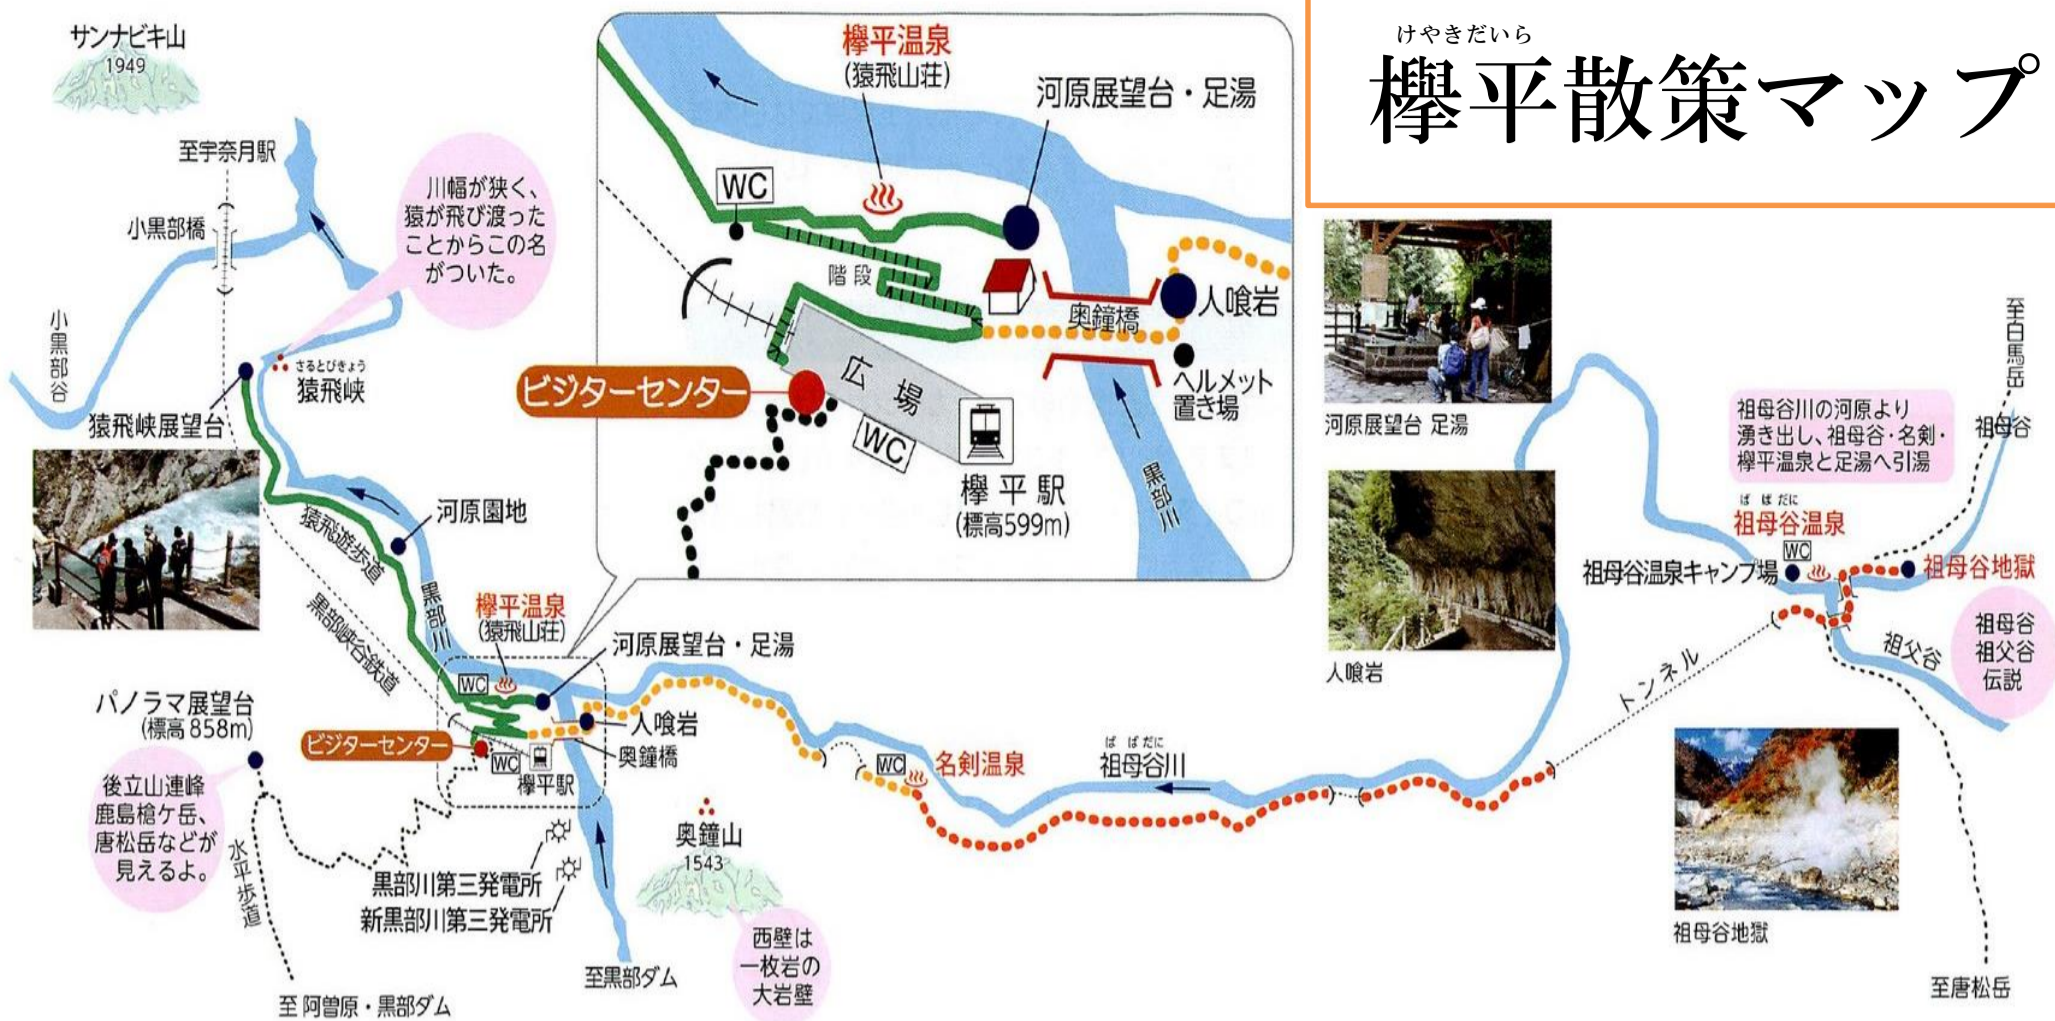 けやきだいら
欅平散策マップ
サンナビキ山
1949
至宇奈月駅
小黒部橋
小黒部谷
川幅が狭く、
猿が飛び渡った
ことからこの名
がついた。
さるとびきょう
猿飛峡
猿飛峡展望台
河原園地
猿飛遊歩道
黒部川
黒部峡谷鉄道
欅平温泉
(猿飛山荘)
河原展望台・足湯
WC
人喰岩
奥鐘橋
ビジターセンター
WC
欅平駅
パノラマ展望台
(標高858m)
後立山連峰
鹿島槍ケ岳、
唐松岳などが
見えるよ。
水平歩道
至 阿曽原・黒部ダム
黒部川第三発電所
新黒部川第三発電所
至黒部ダム
奥鐘山
1543
西壁は
一枚岩の
大岩壁
欅平温泉
(猿飛山荘)
河原展望台・足湯
WC
階段
奥鐘橋
人喰岩
ヘルメット
置き場
ビジターセンター
広場
WC
欅平駅
(標高599m)
黒部川
WC
名剣温泉
ばばだに
祖母谷川
トンネル
河原展望台 足湯
人喰岩
至白馬岳
祖母谷
祖母谷川の河原より
湧き出し、祖母谷・名剣・
欅平温泉と足湯へ引湯
ばばだに
祖母谷温泉
WC
祖母谷温泉キャンプ場
祖母谷地獄
祖父谷
祖母谷
祖父谷
伝説
祖母谷地獄
至唐松岳